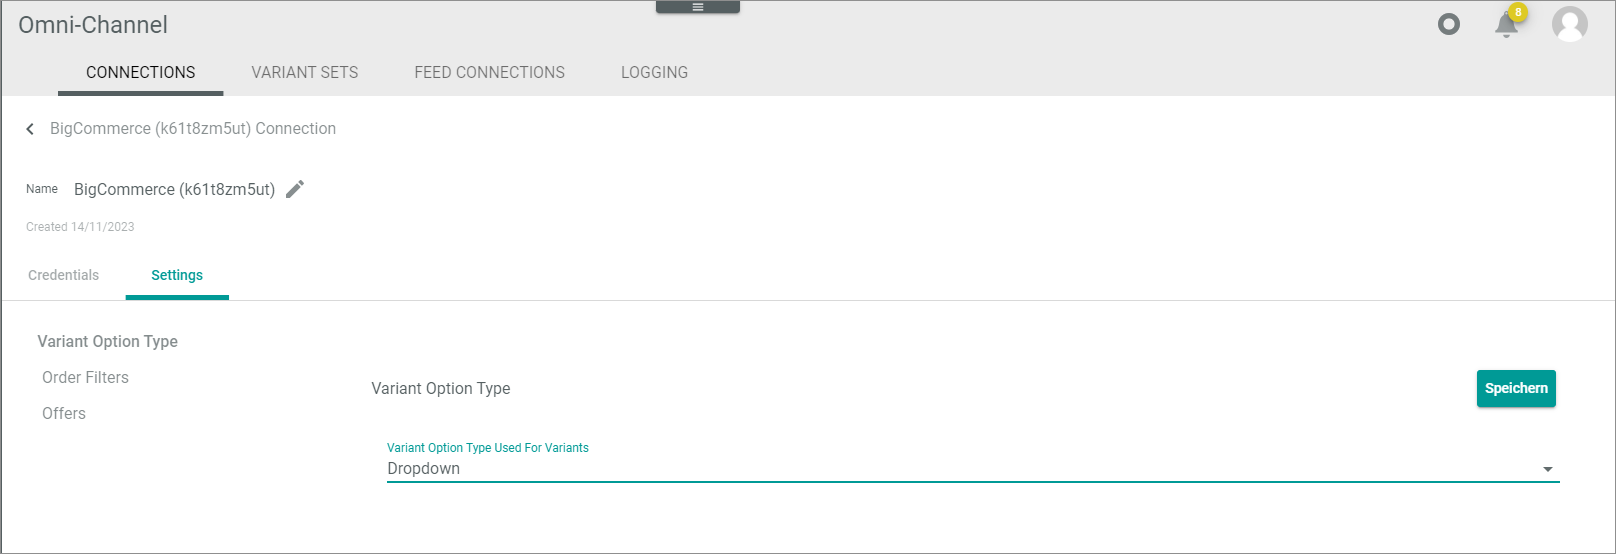 Omni-Channel
8
CONNECTIONS VARIANT SETS FEED CONNECTIONS LOGGING
BigCommerce (k61t8zm5ut) Connection
Name BigCommerce (k61t8zm5ut)
Created 14/11/2023
Credentials Settings
Variant Option Type
Order Filters
Offers
Variant Option Type
Speichern
Variant Option Type Used For Variants
Dropdown